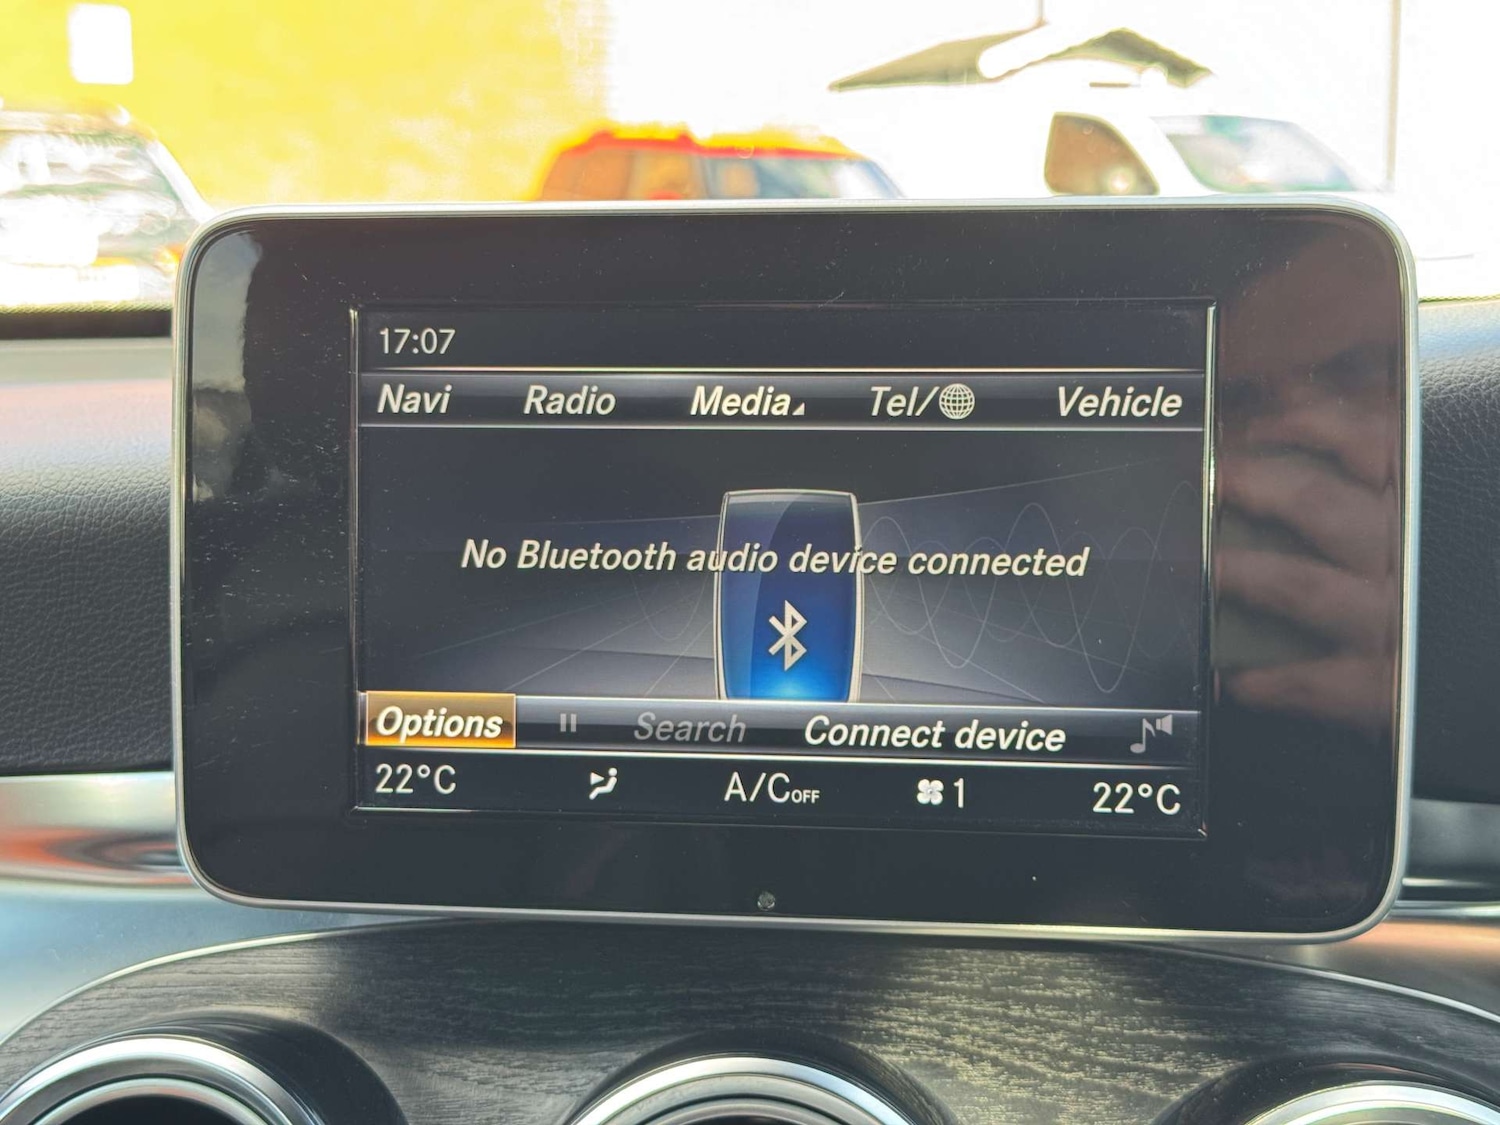 17:07
Navi Radio Media Tel/ Vehicle
No Bluetooth audio device connected
Options Search Connect device
22°C A/C OFF 1 22°C